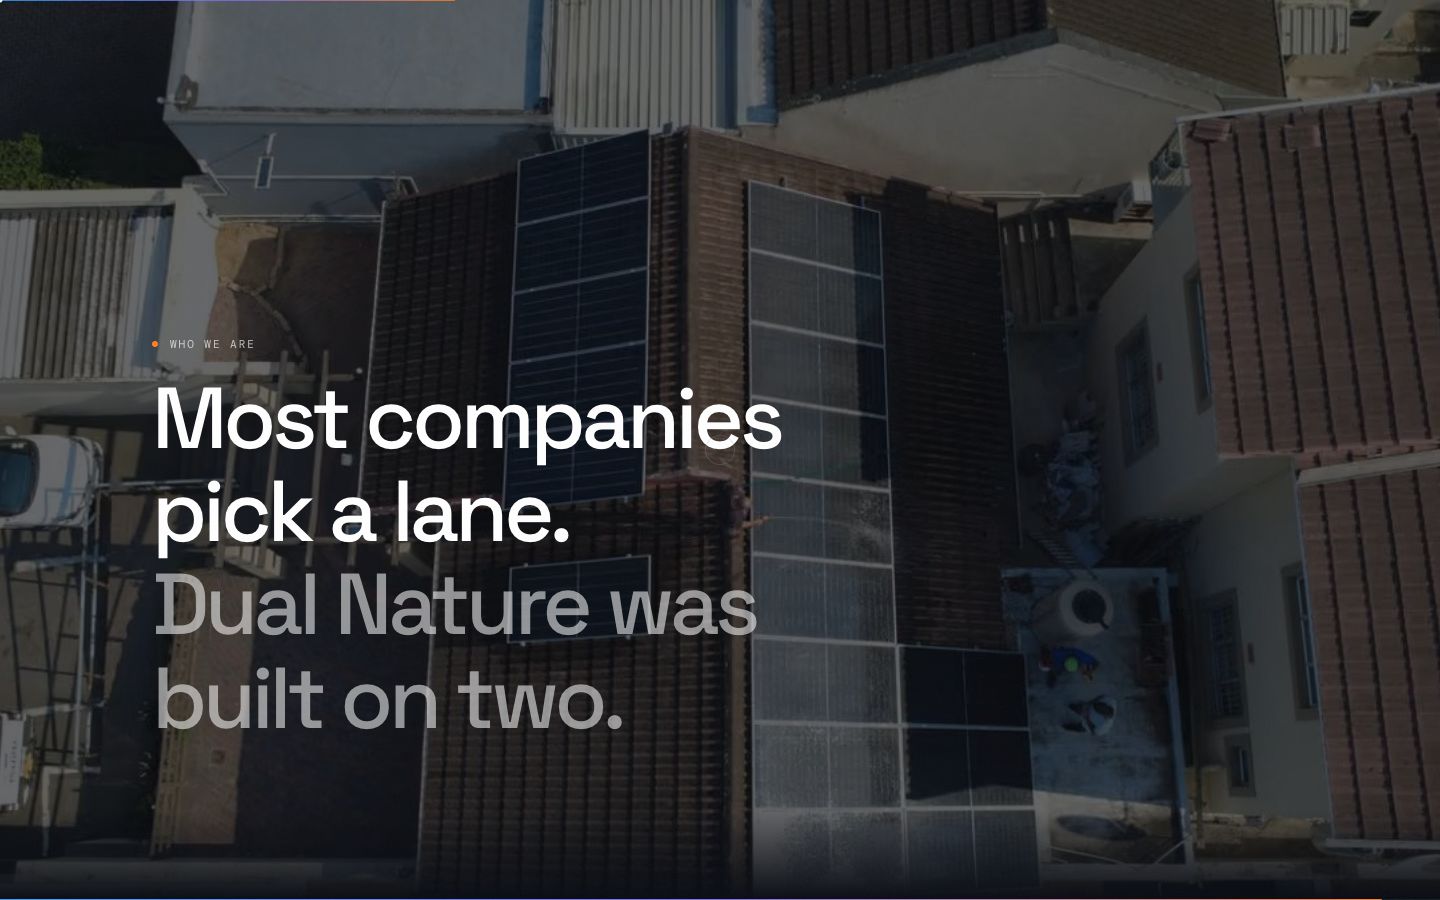 WHO WE ARE
Most companies
pick a lane.
Dual Nature was
built on two.